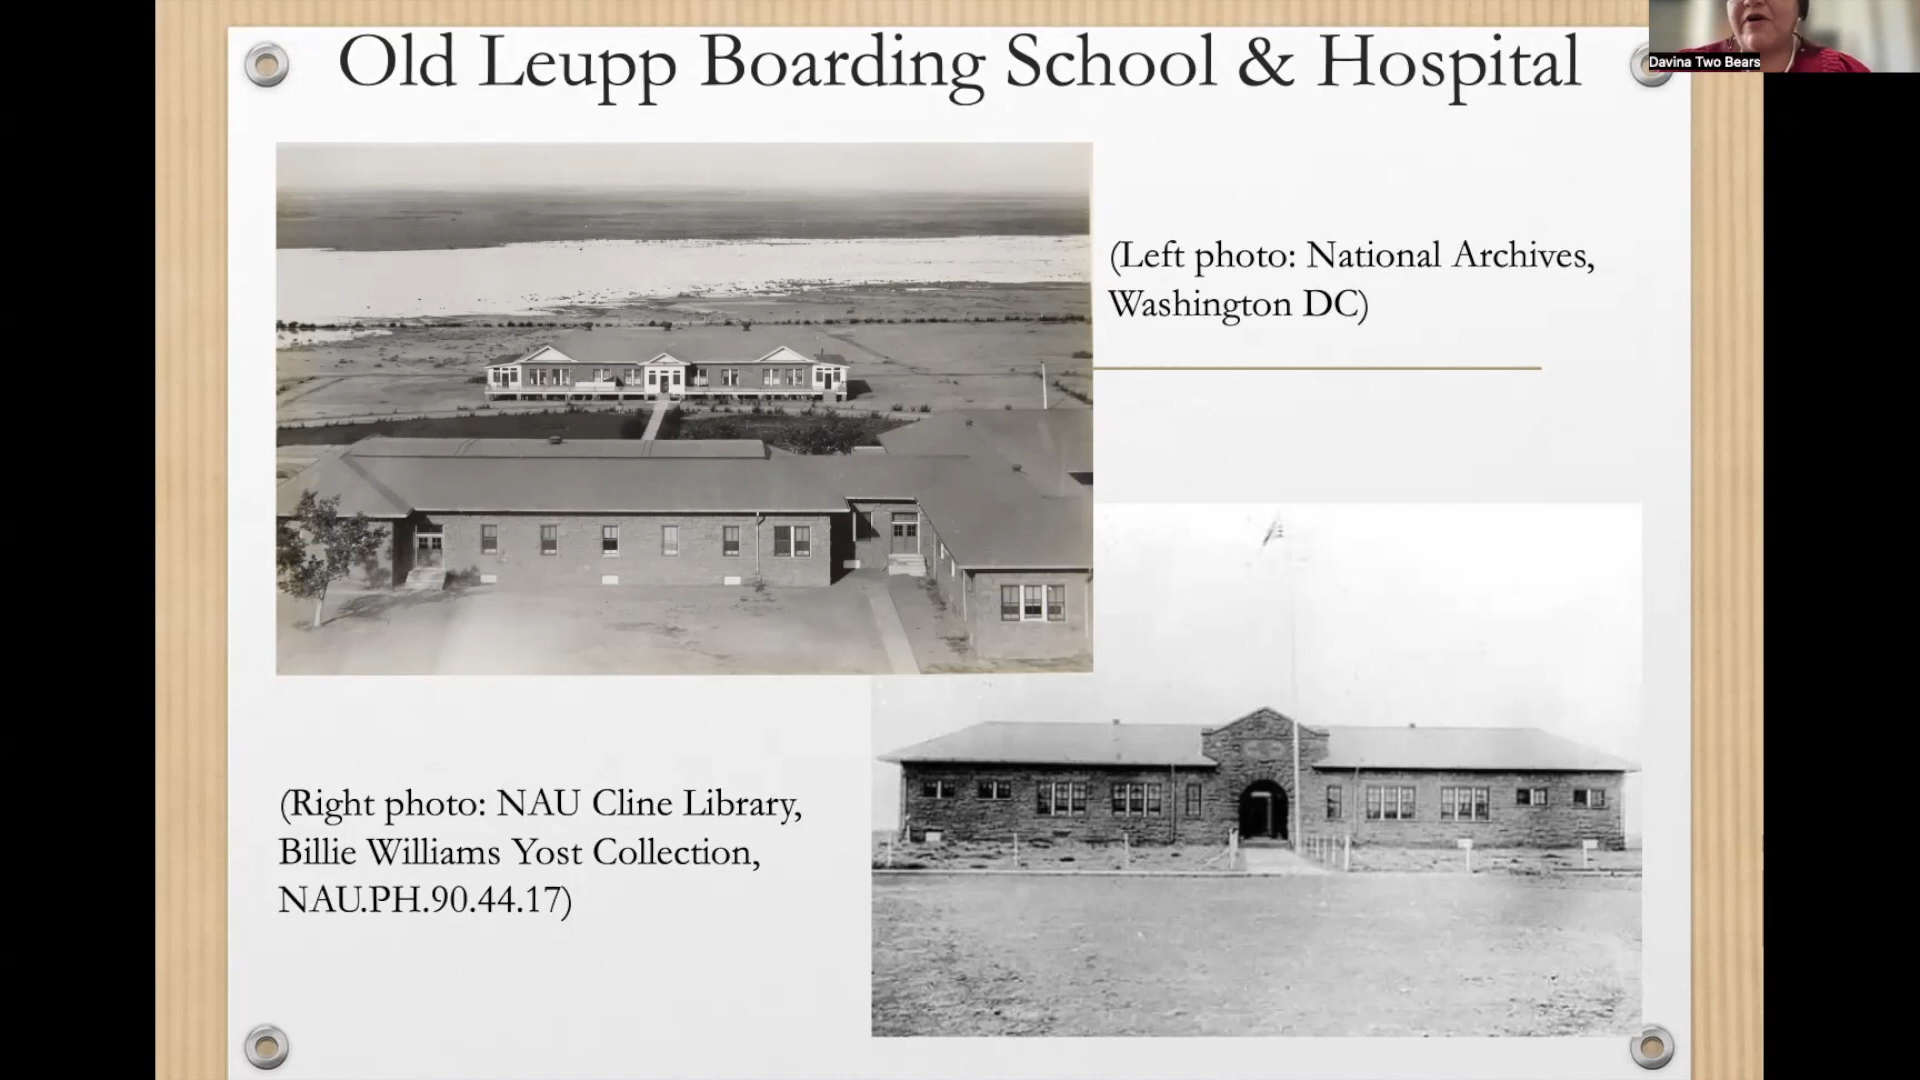 Old Leupp Boarding School & Hospital
Davina Two Bears
(Left photo: National Archives,
Washington DC)
(Right photo: NAU Cline Library,
Billie Williams Yost Collection,
NAU.PH.90.44.17)